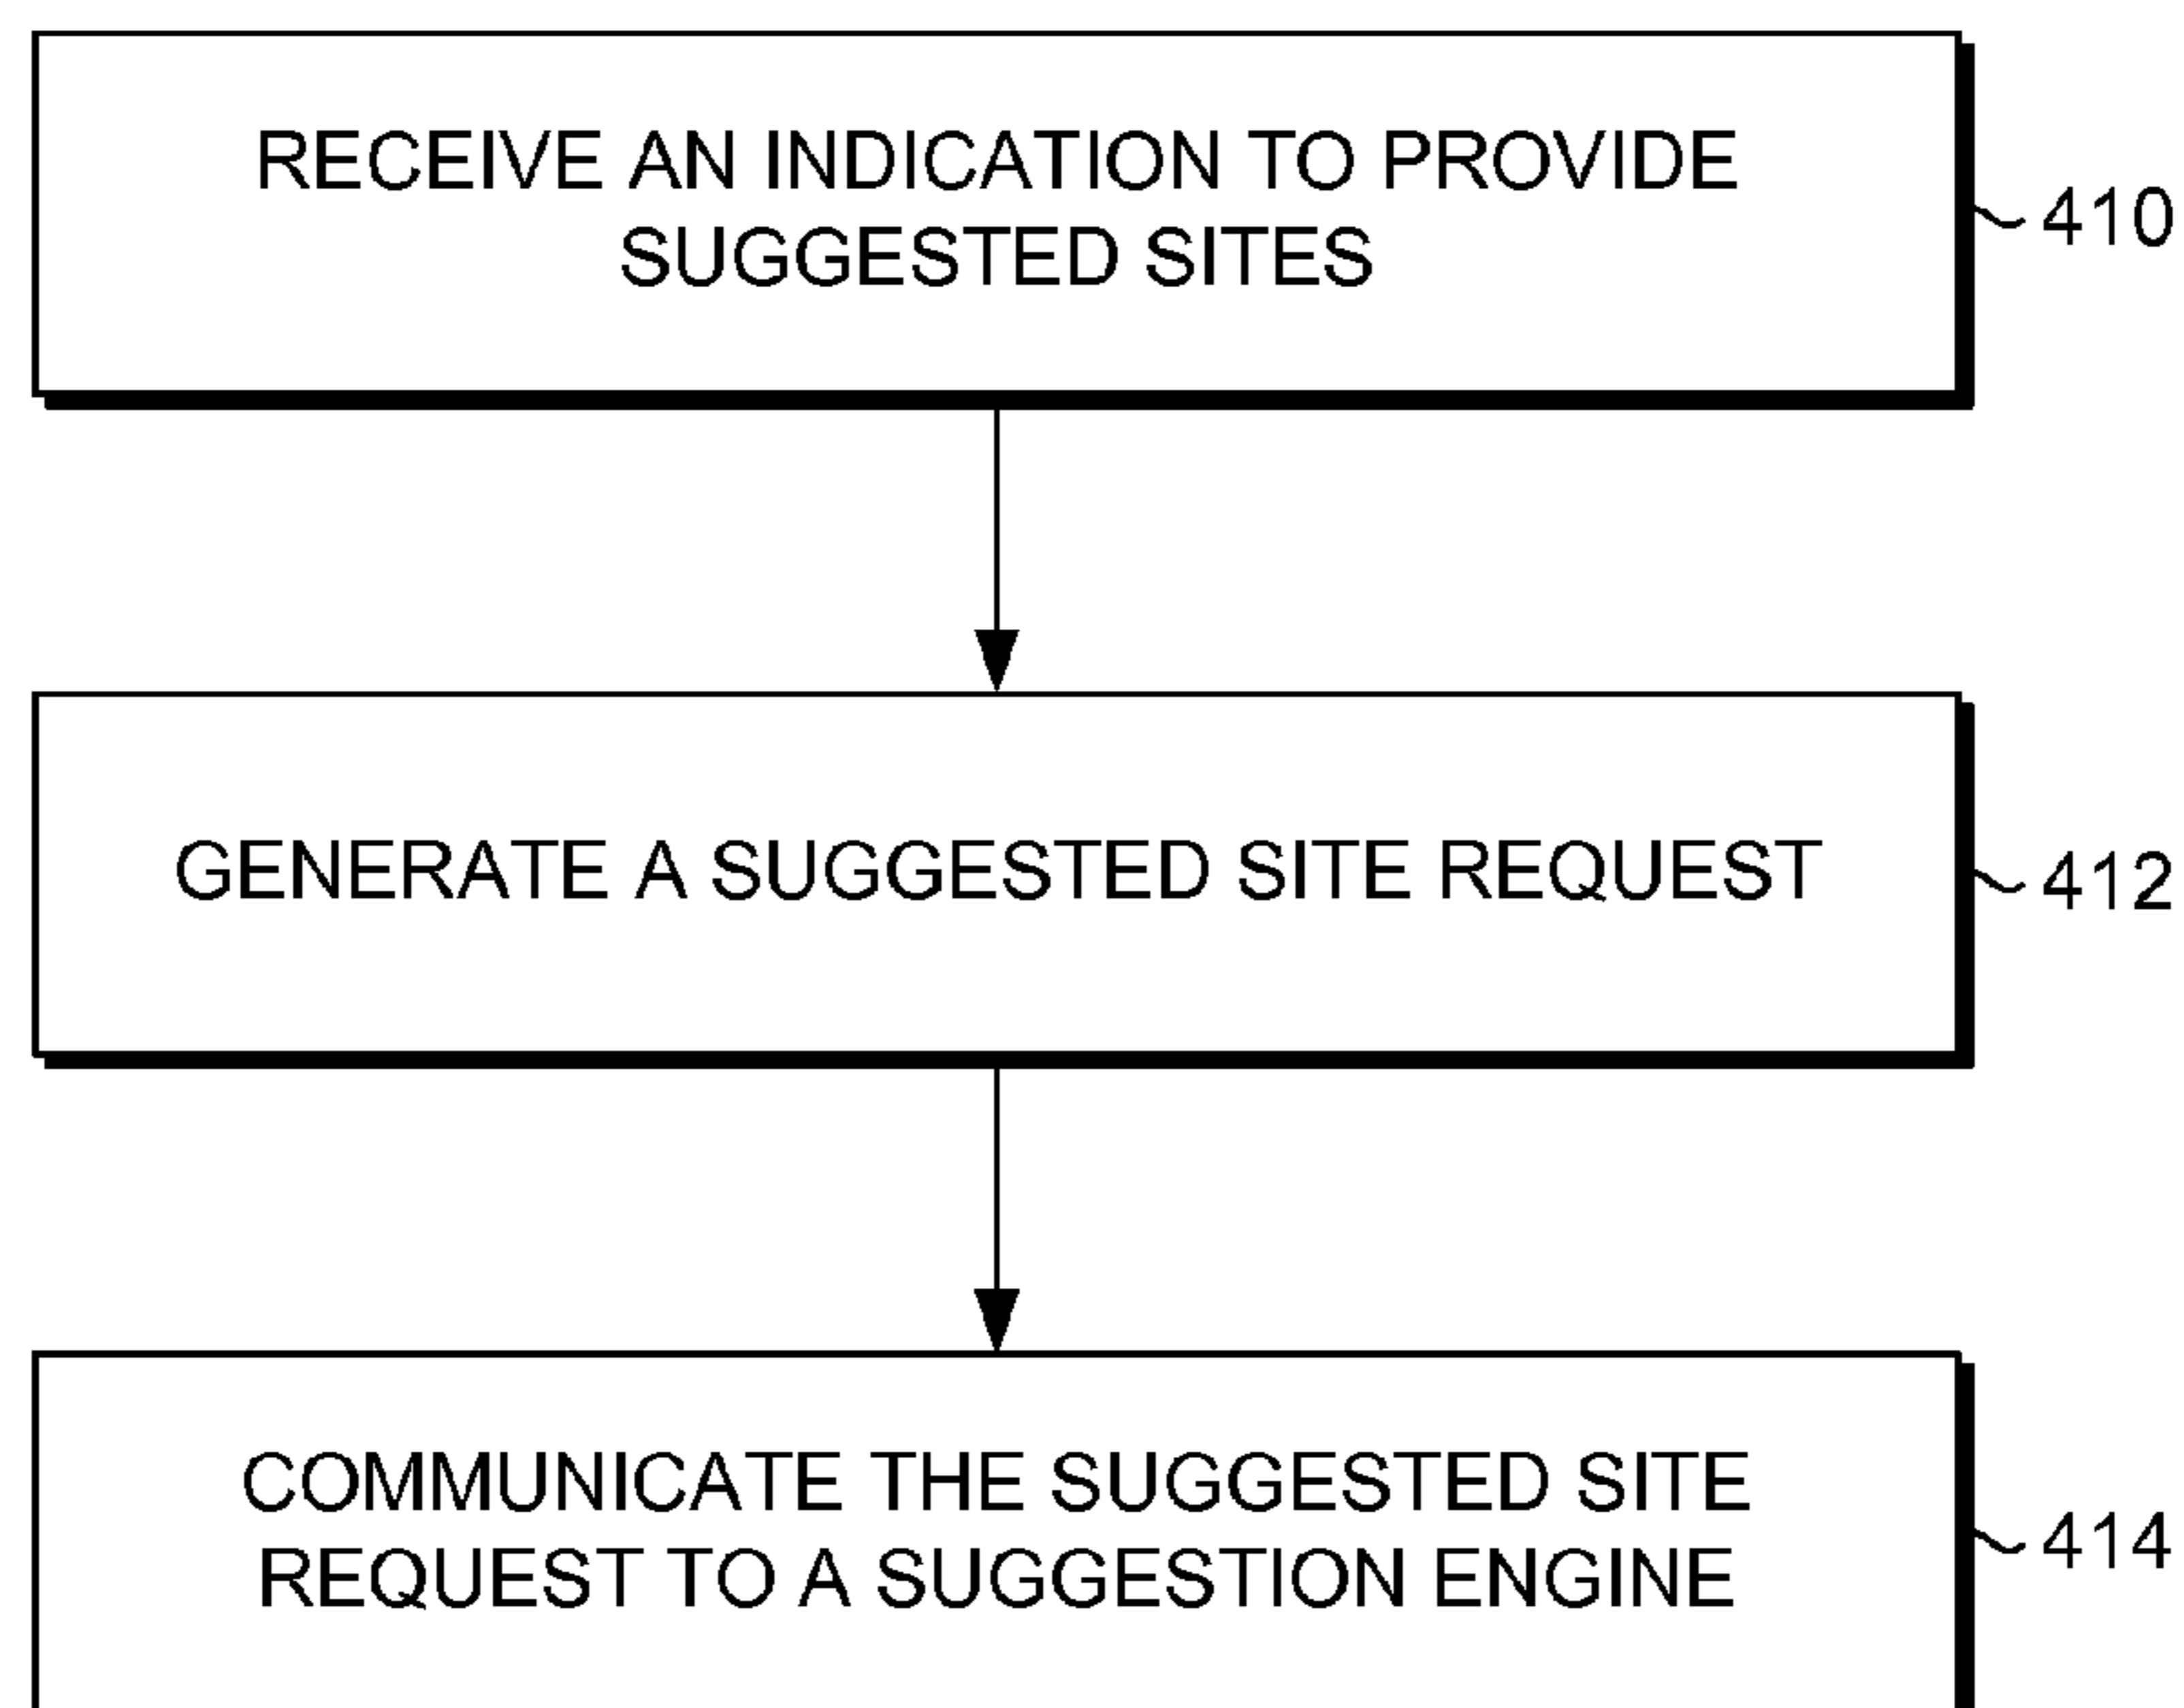 RECEIVE AN INDICATION TO PROVIDE
SUGGESTED SITES
410
GENERATE A SUGGESTED SITE REQUEST
412
COMMUNICATE THE SUGGESTED SITE
REQUEST TO A SUGGESTION ENGINE
414